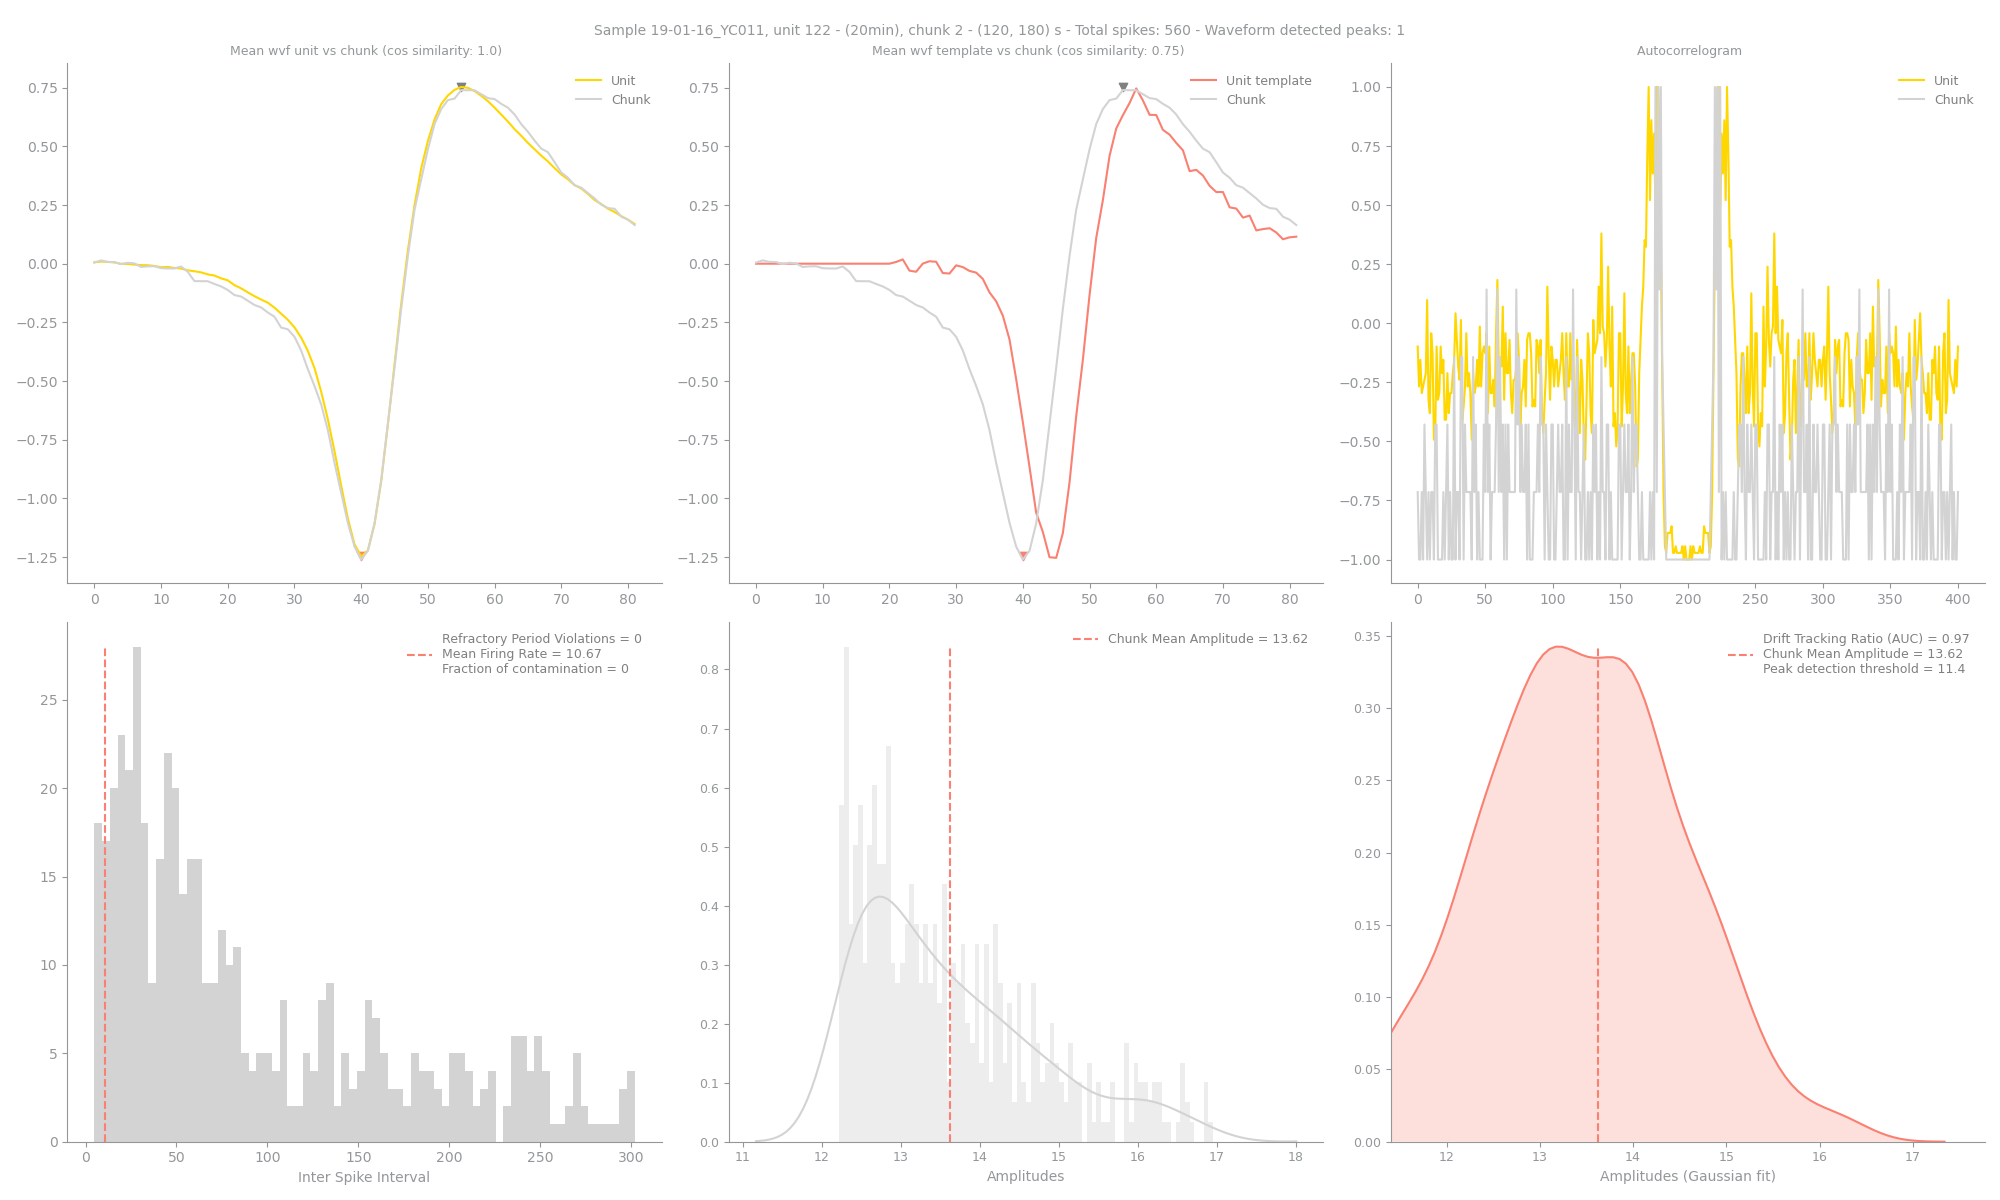 Sample 19-01-16_YC011, unit 122 - (20min), chunk 2 - (120, 180) s - Total spikes: 560 - Waveform detected peaks: 1
Mean wvf unit vs chunk (cos similarity: 1.0)
Unit
Chunk
0.75
0.50
0.25
0.00
−0.25
−0.50
−0.75
−1.00
−1.25
0 10 20 30 40 50 60 70 80
Mean wvf template vs chunk (cos similarity: 0.75)
Unit template
Chunk
0.75
0.50
0.25
0.00
−0.25
−0.50
−0.75
−1.00
−1.25
0 10 20 30 40 50 60 70 80
Autocorrelogram
Unit
Chunk
1.00
0.75
0.50
0.25
0.00
−0.25
−0.50
−0.75
−1.00
0 50 100 150 200 250 300 350 400
Refractory Period Violations = 0
Mean Firing Rate = 10.67
Fraction of contamination = 0
25
20
15
10
5
0
0 50 100 150 200 250 300
Inter Spike Interval
Chunk Mean Amplitude = 13.62
0.8
0.7
0.6
0.5
0.4
0.3
0.2
0.1
0.0
11 12 13 14 15 16 17 18
Amplitudes
Drift Tracking Ratio (AUC) = 0.97
Chunk Mean Amplitude = 13.62
Peak detection threshold = 11.4
0.35
0.30
0.25
0.20
0.15
0.10
0.05
0.00
12 13 14 15 16 17
Amplitudes (Gaussian fit)